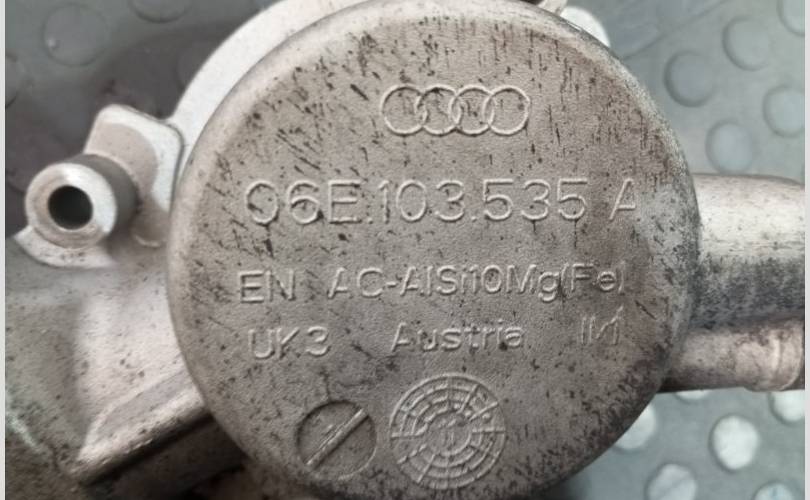 06E.103.535 A
EN AC-AlSi10Mg(Fe)
UK3 Austria